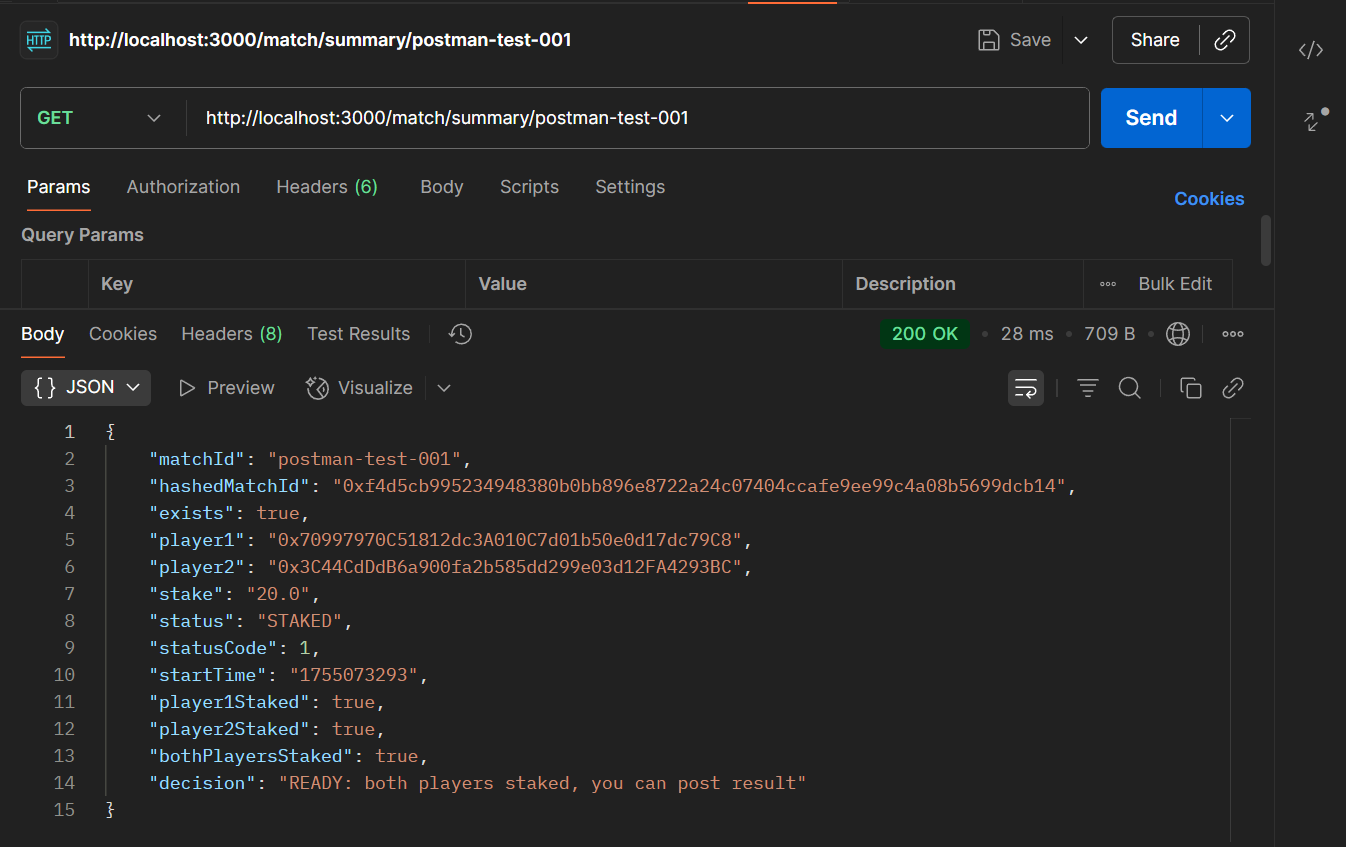 HTTP http://localhost:3000/match/summary/postman-test-001 Save Share
GET http://localhost:3000/match/summary/postman-test-001 Send
Params Authorization Headers (6) Body Scripts Settings
Cookies
Query Params
Key Value Description Bulk Edit
Body Cookies Headers (8) Test Results 200 OK 28 ms 709 B
{} JSON Preview Visualize
1 {
2 "matchId": "postman-test-001",
3 "hashedMatchId": "0xf4d5cb995234948380b0bb896e8722a24c07404ccafe9ee99c4a08b5699dcb14",
4 "exists": true,
5 "player1": "0x70997970C51812dc3A010C7d01b50e0d17dc79C8",
6 "player2": "0x3C44CdDdB6a900fa2b585dd299e03d12FA4293BC",
7 "stake": "20.0",
8 "status": "STAKED",
9 "statusCode": 1,
10 "startTime": "1755073293",
11 "player1Staked": true,
12 "player2Staked": true,
13 "bothPlayersStaked": true,
14 "decision": "READY: both players staked, you can post result"
15 }